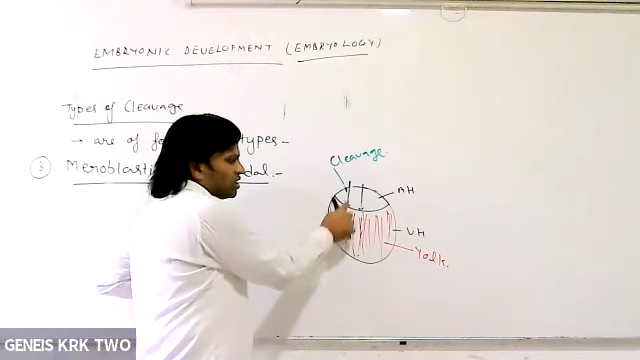 EMBRYONIC DEVELOPMENT (EMBRYOLOGY)
Types of Cleavage
→ are of types -
③ Meroblasti dal. -
Cleavage.
AH
VH
Yolk.
GENEIS KRK TWO